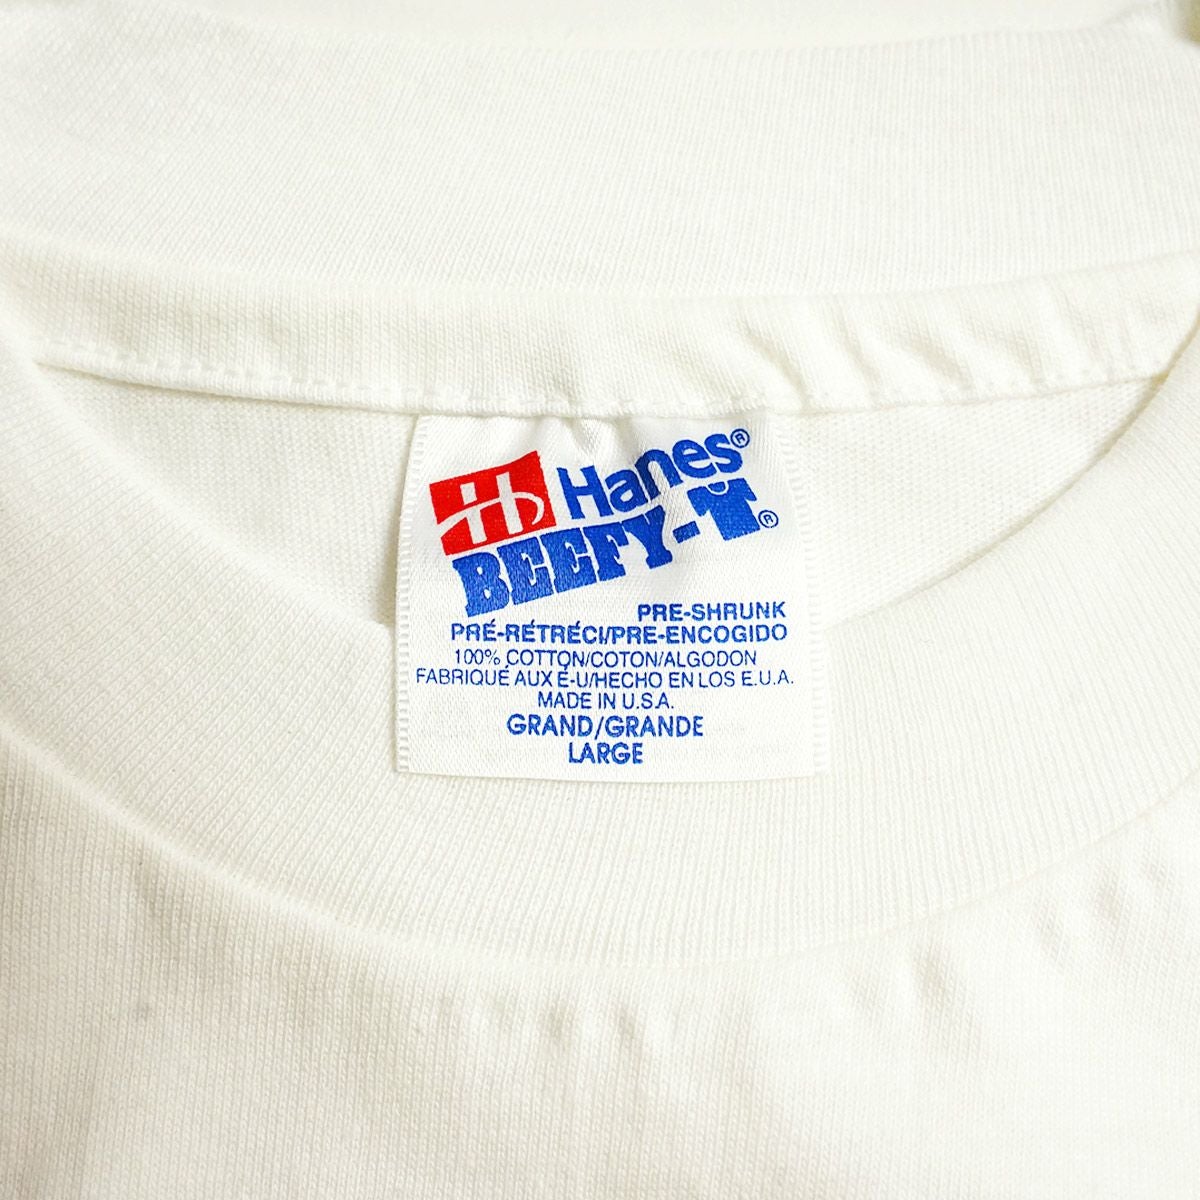 H Hanes®
BEEFY-T®
PRE-SHRUNK
PRÉ-RÉTRÉCI/PRE-ENCOGIDO
100% COTTON/COTON/ALGODON
FABRIQUÉ AUX É-U/HECHO EN LOS E.U.A.
MADE IN U.S.A.
GRAND/GRANDE
LARGE